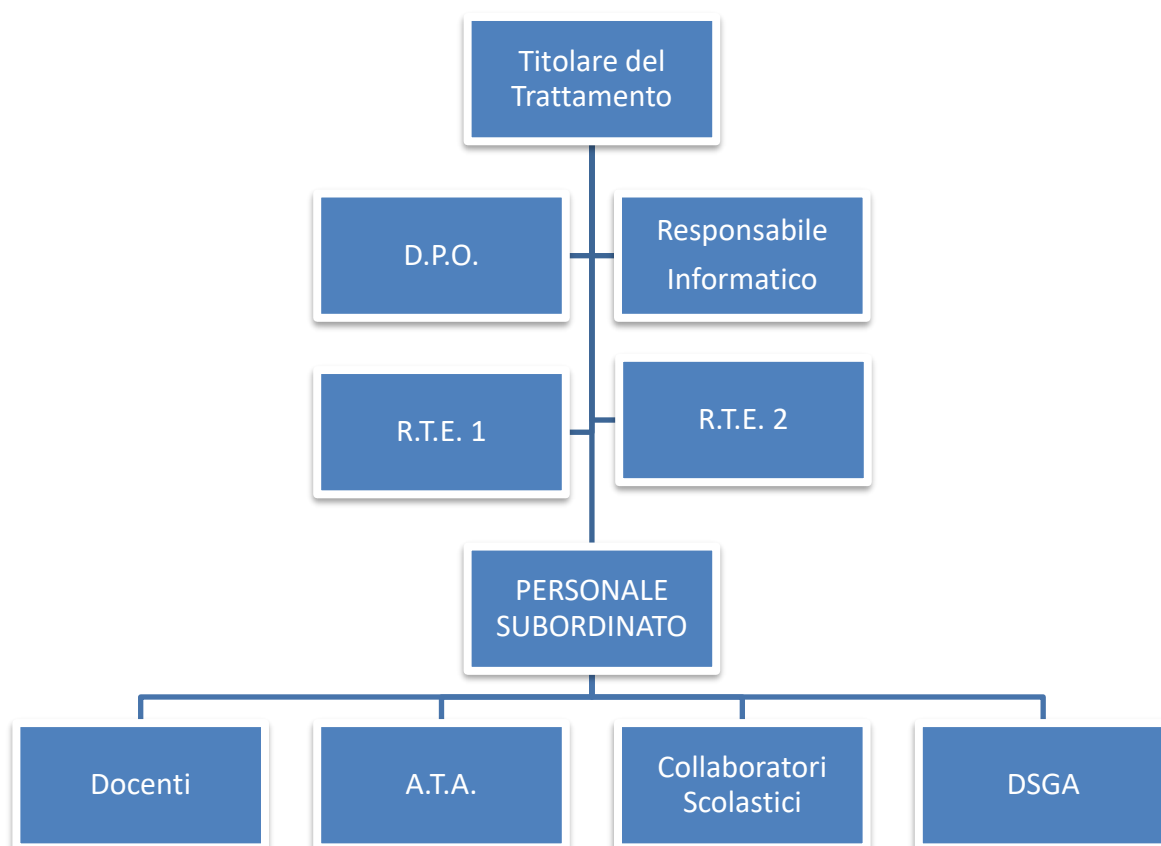 Titolare del
Trattamento
D.P.O.
Responsabile
Informatico
R.T.E. 1
R.T.E. 2
PERSONALE
SUBORDINATO
Docenti
A.T.A.
Collaboratori
Scolastici
DSGA